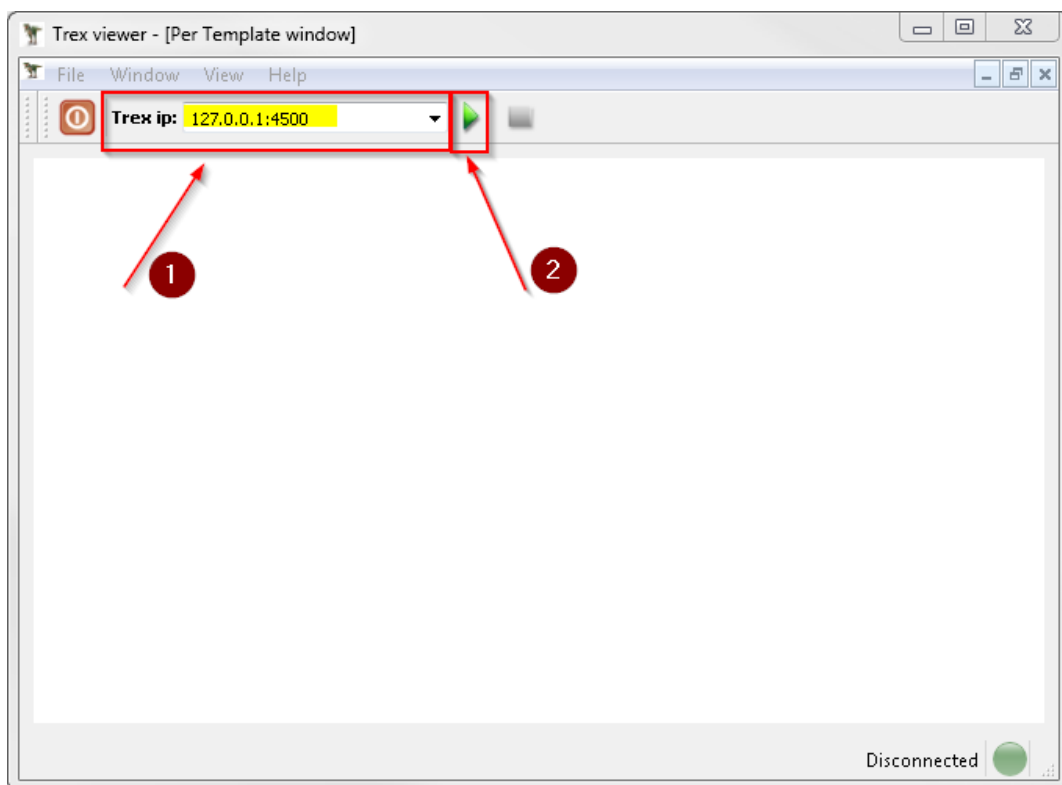 Trex viewer - [Per Template window]
File Window View Help
Trex ip: 127.0.0.1:4500
1
2
Disconnected